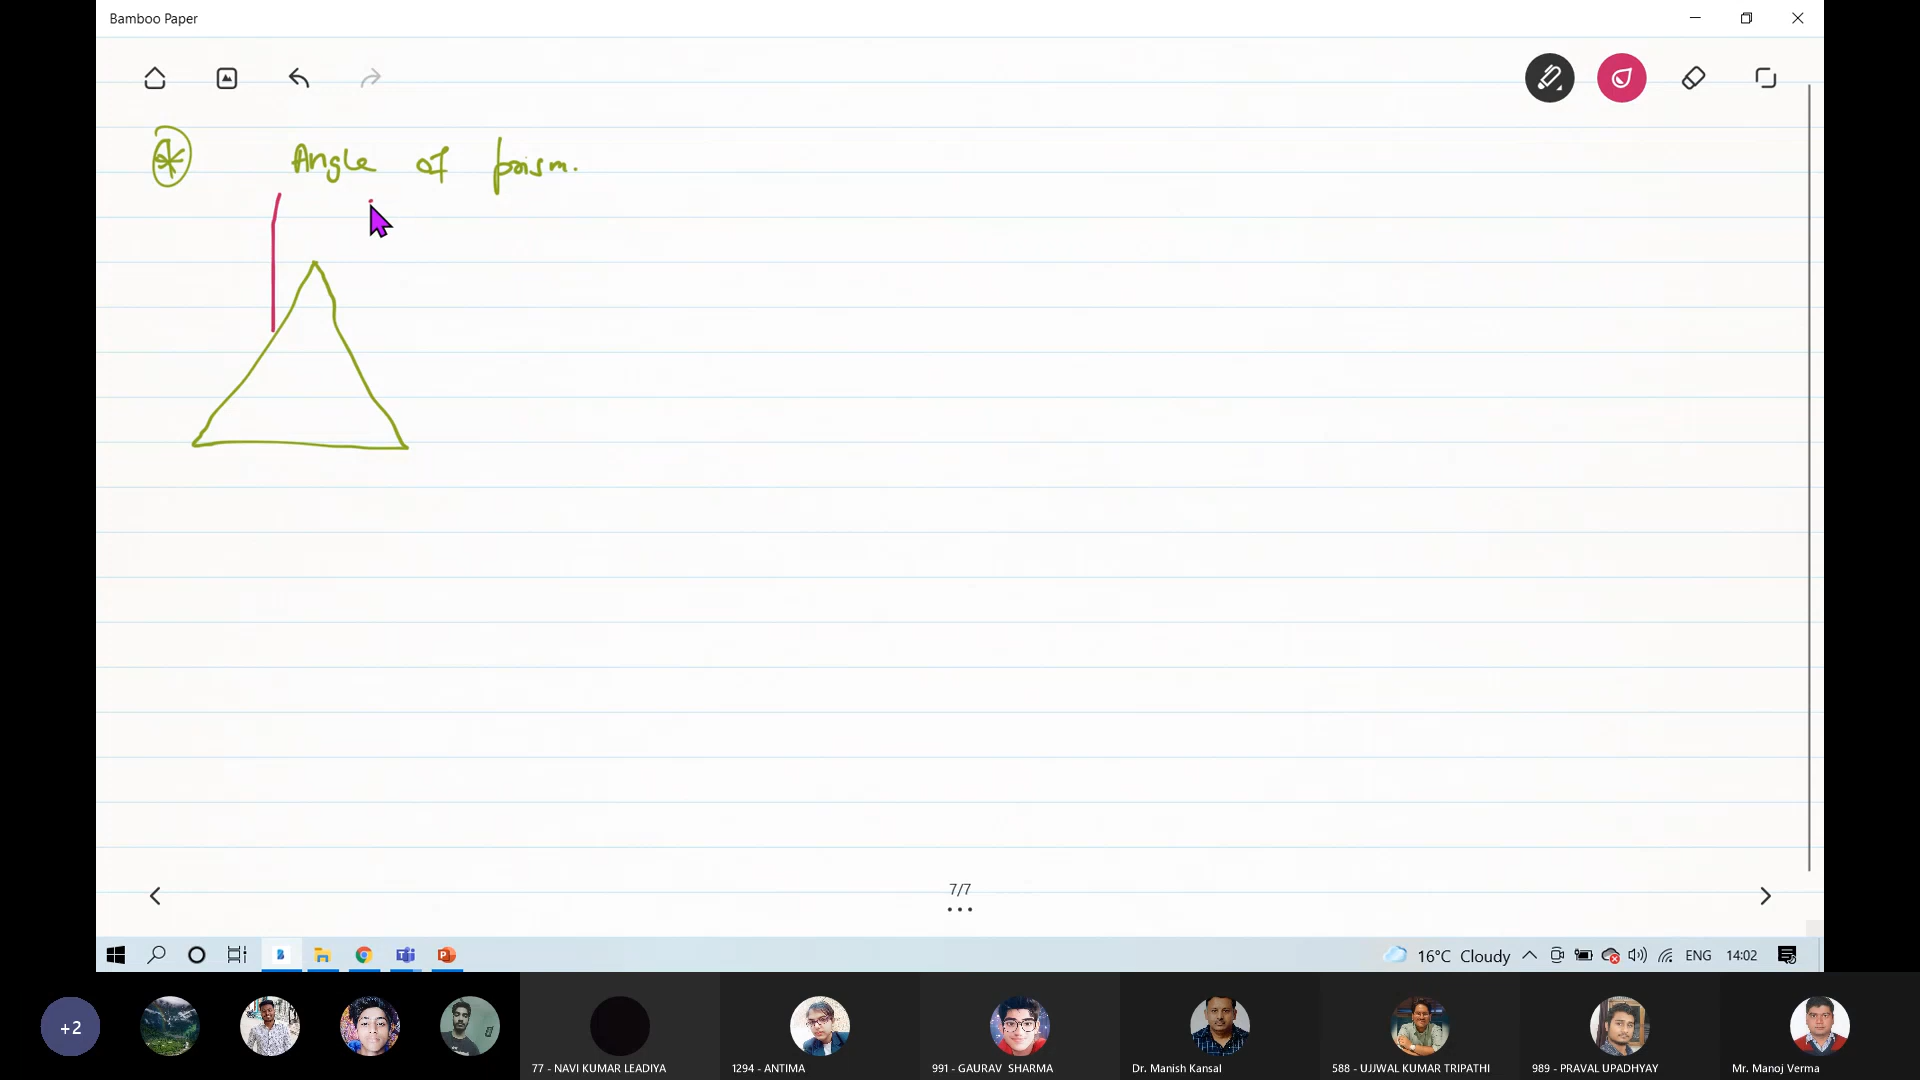 Bamboo Paper
Angle of prism.
7/7
16°C Cloudy
ENG
14:02
+2
77 - NAVI KUMAR LEADIYA
1294 - ANTIMA
991 - GAURAV SHARMA
Dr. Manish Kansal
588 - UJJWAL KUMAR TRIPATHI
989 - PRAVAL UPADHYAY
Mr. Manoj Verma